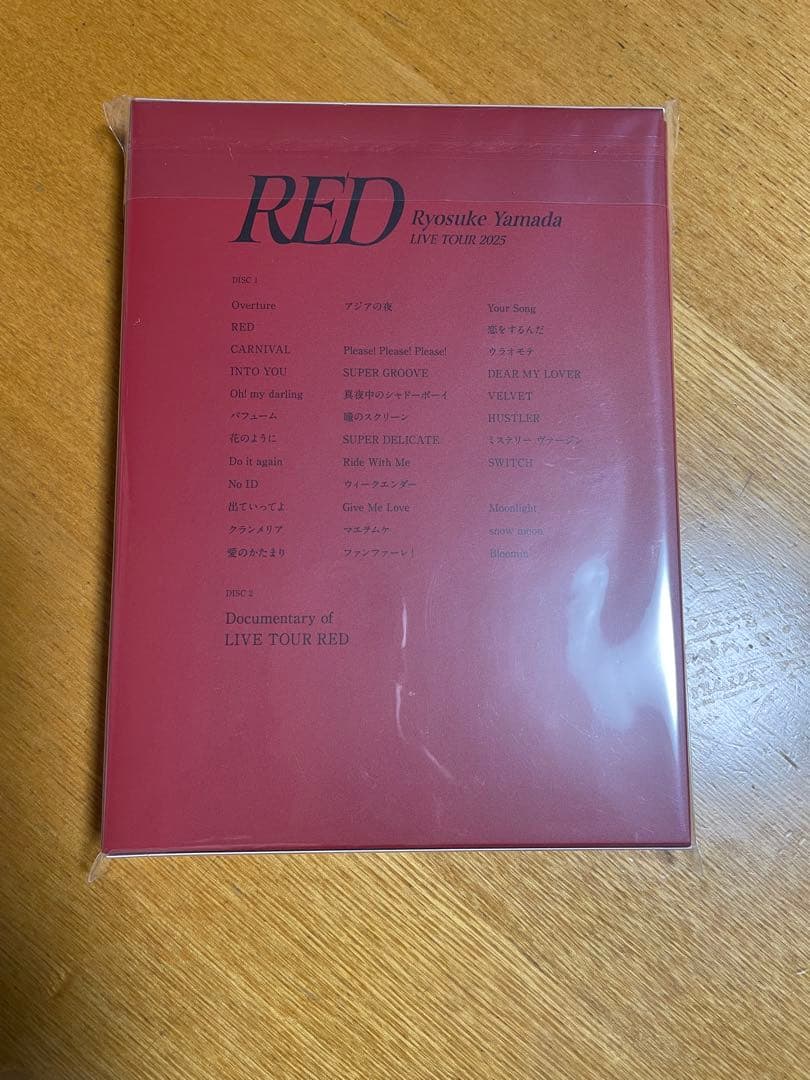 RED
Ryosuke Yamada
LIVE TOUR 2025
DISC 1
Overture
RED
CARNIVAL
INTO YOU
Oh! my darling
パフューム
花のように
Do it again
No ID
出ていってよ
クランメリア
愛のかたまり
アジアの夜
Please! Please! Please!
SUPER GROOVE
真夜中のシャドーボーイ
瞳のスクリーン
SUPER DELICATE
Ride With Me
ウィークエンダー
Give Me Love
マエヲムケ
ファンファーレ!
Your Song
恋をするんだ
ウラオモテ
DEAR MY LOVER
VELVET
HUSTLER
ミステリー ヴァージン
SWITCH
Moonlight
snow moon
Bloomin'
DISC 2
Documentary of
LIVE TOUR RED